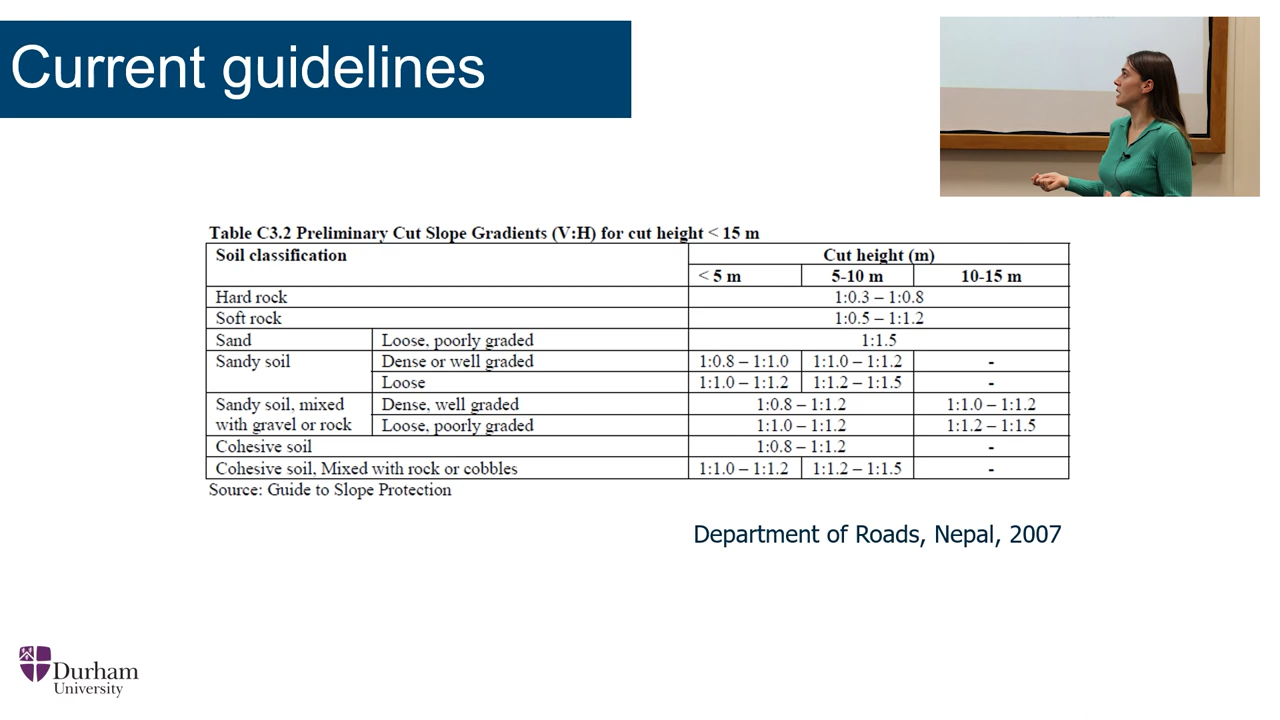 Current guidelines
Table C3.2 Preliminary Cut Slope Gradients (V:H) for cut height < 15 m
Soil classification Cut height (m)
< 5 m 5-10 m 10-15 m
Hard rock 1:0.3 – 1:0.8
Soft rock 1:0.5 – 1:1.2
Sand Loose, poorly graded 1:1.5
Sandy soil Dense or well graded 1:0.8 – 1:1.0 1:1.0 – 1:1.2 -
Loose 1:1.0 – 1:1.2 1:1.2 – 1:1.5 -
Sandy soil, mixed Dense, well graded 1:0.8 – 1:1.2 1:1.0 – 1:1.2
with gravel or rock Loose, poorly graded 1:1.0 – 1:1.2 1:1.2 – 1:1.5
Cohesive soil 1:0.8 – 1:1.2 -
Cohesive soil, Mixed with rock or cobbles 1:1.0 – 1:1.2 1:1.2 – 1:1.5 -
Source: Guide to Slope Protection
Department of Roads, Nepal, 2007
Durham
University